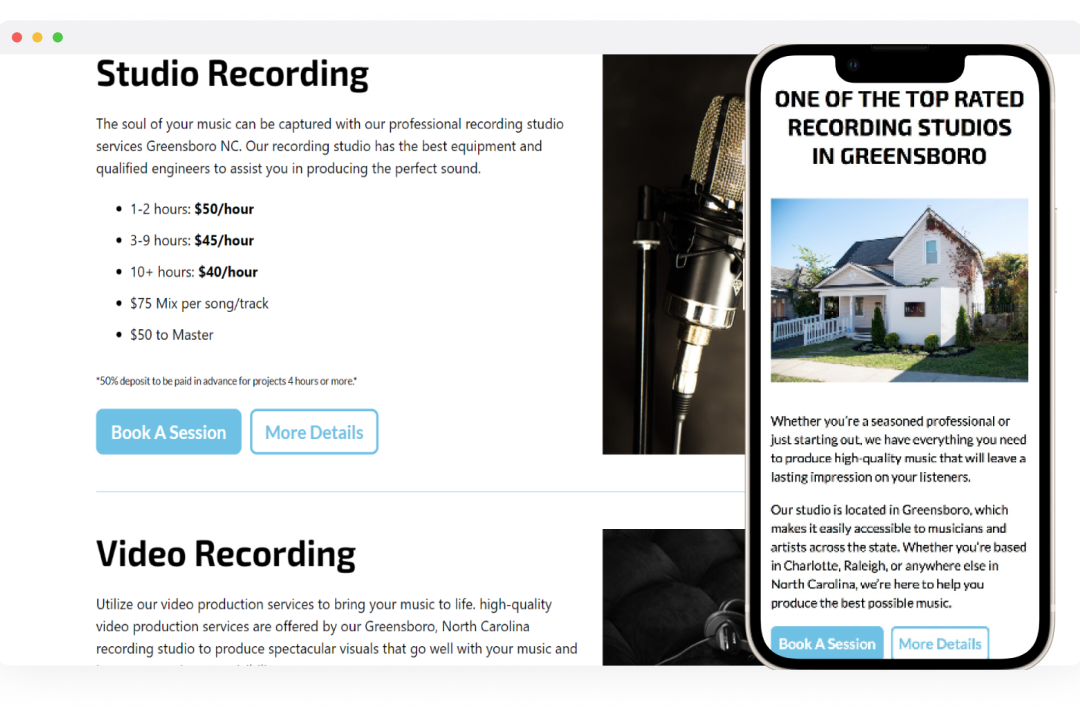 Studio Recording
The soul of your music can be captured with our professional recording studio
services Greensboro NC. Our recording studio has the best equipment and
qualified engineers to assist you in producing the perfect sound.
• 1-2 hours: $50/hour
• 3-9 hours: $45/hour
• 10+ hours: $40/hour
• $75 Mix per song/track
• $50 to Master
*50% deposit to be paid in advance for projects 4 hours or more.*
Book A Session
More Details
Video Recording
Utilize our video production services to bring your music to life. high-quality
video production services are offered by our Greensboro, North Carolina
recording studio to produce spectacular visuals that go well with your music and
ONE OF THE TOP RATED
RECORDING STUDIOS
IN GREENSBORO
Whether you're a seasoned professional or
just starting out, we have everything you need
to produce high-quality music that will leave a
lasting impression on your listeners.
Our studio is located in Greensboro, which
makes it easily accessible to musicians and
artists across the state. Whether you're based
in Charlotte, Raleigh, or anywhere else in
North Carolina, we're here to help you
produce the best possible music.
Book A Session
More Details